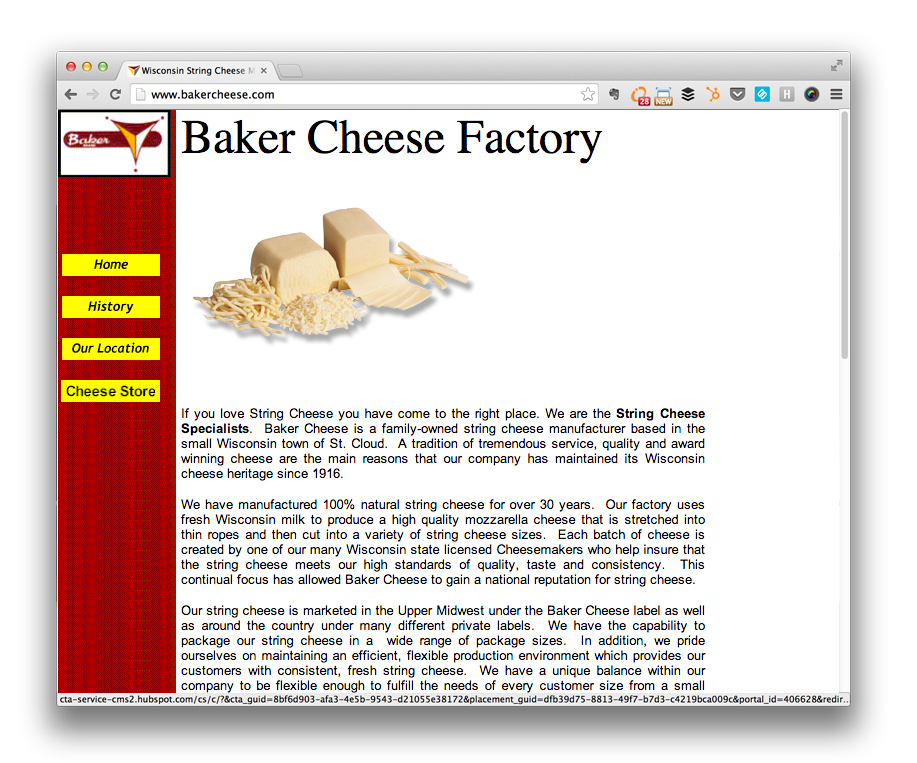 Wisconsin String Cheese M
www.bakercheese.com
28
NEW
H
Baker
Baker Cheese Factory
Home
History
Our Location
Cheese Store
If you love String Cheese you have come to the right place. We are the String Cheese
Specialists.  Baker Cheese is a family-owned string cheese manufacturer based in the
small Wisconsin town of St. Cloud.  A tradition of tremendous service, quality and award
winning cheese are the main reasons that our company has maintained its Wisconsin
cheese heritage since 1916.
We have manufactured 100% natural string cheese for over 30 years.  Our factory uses
fresh Wisconsin milk to produce a high quality mozzarella cheese that is stretched into
thin ropes and then cut into a variety of string cheese sizes.  Each batch of cheese is
created by one of our many Wisconsin state licensed Cheesemakers who help insure that
the string cheese meets our high standards of quality, taste and consistency.  This
continual focus has allowed Baker Cheese to gain a national reputation for string cheese.
Our string cheese is marketed in the Upper Midwest under the Baker Cheese label as well
as around the country under many different private labels.  We have the capability to
package our string cheese in a  wide range of package sizes.  In addition, we pride
ourselves on maintaining an efficient, flexible production environment which provides our
customers with consistent, fresh string cheese.  We have a unique balance within our
company to be flexible enough to fulfill the needs of every customer size from a small
cta-service-cms2.hubspot.com/cs/c/?&cta_guid=8bf6d903-afa3-4e5b-9543-d21055e38172&placement_guid=dfb39d75-8813-49f7-b7d3-c4219bca009c&portal_id=406628&redir...